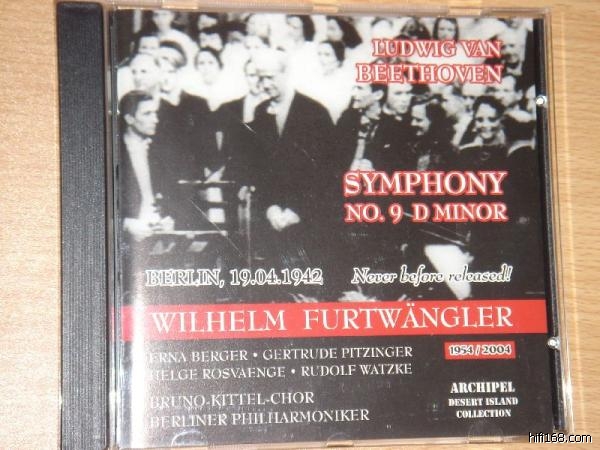 LUDWIG VAN
BEETHOVEN
SYMPHONY
NO. 9 D MINOR
BERLIN, 19.04.1942
Never before released!
WILHELM FURTWÄNGLER
ERNA BERGER · GERTRUDE PITZINGER
HELGE ROSVAENGE · RUDOLF WATZKE
1954 / 2004
BRUNO-KITTEL-CHOR
BERLINER PHILHARMONIKER
ARCHIPEL
DESERT ISLAND
COLLECTION
hifi168.com